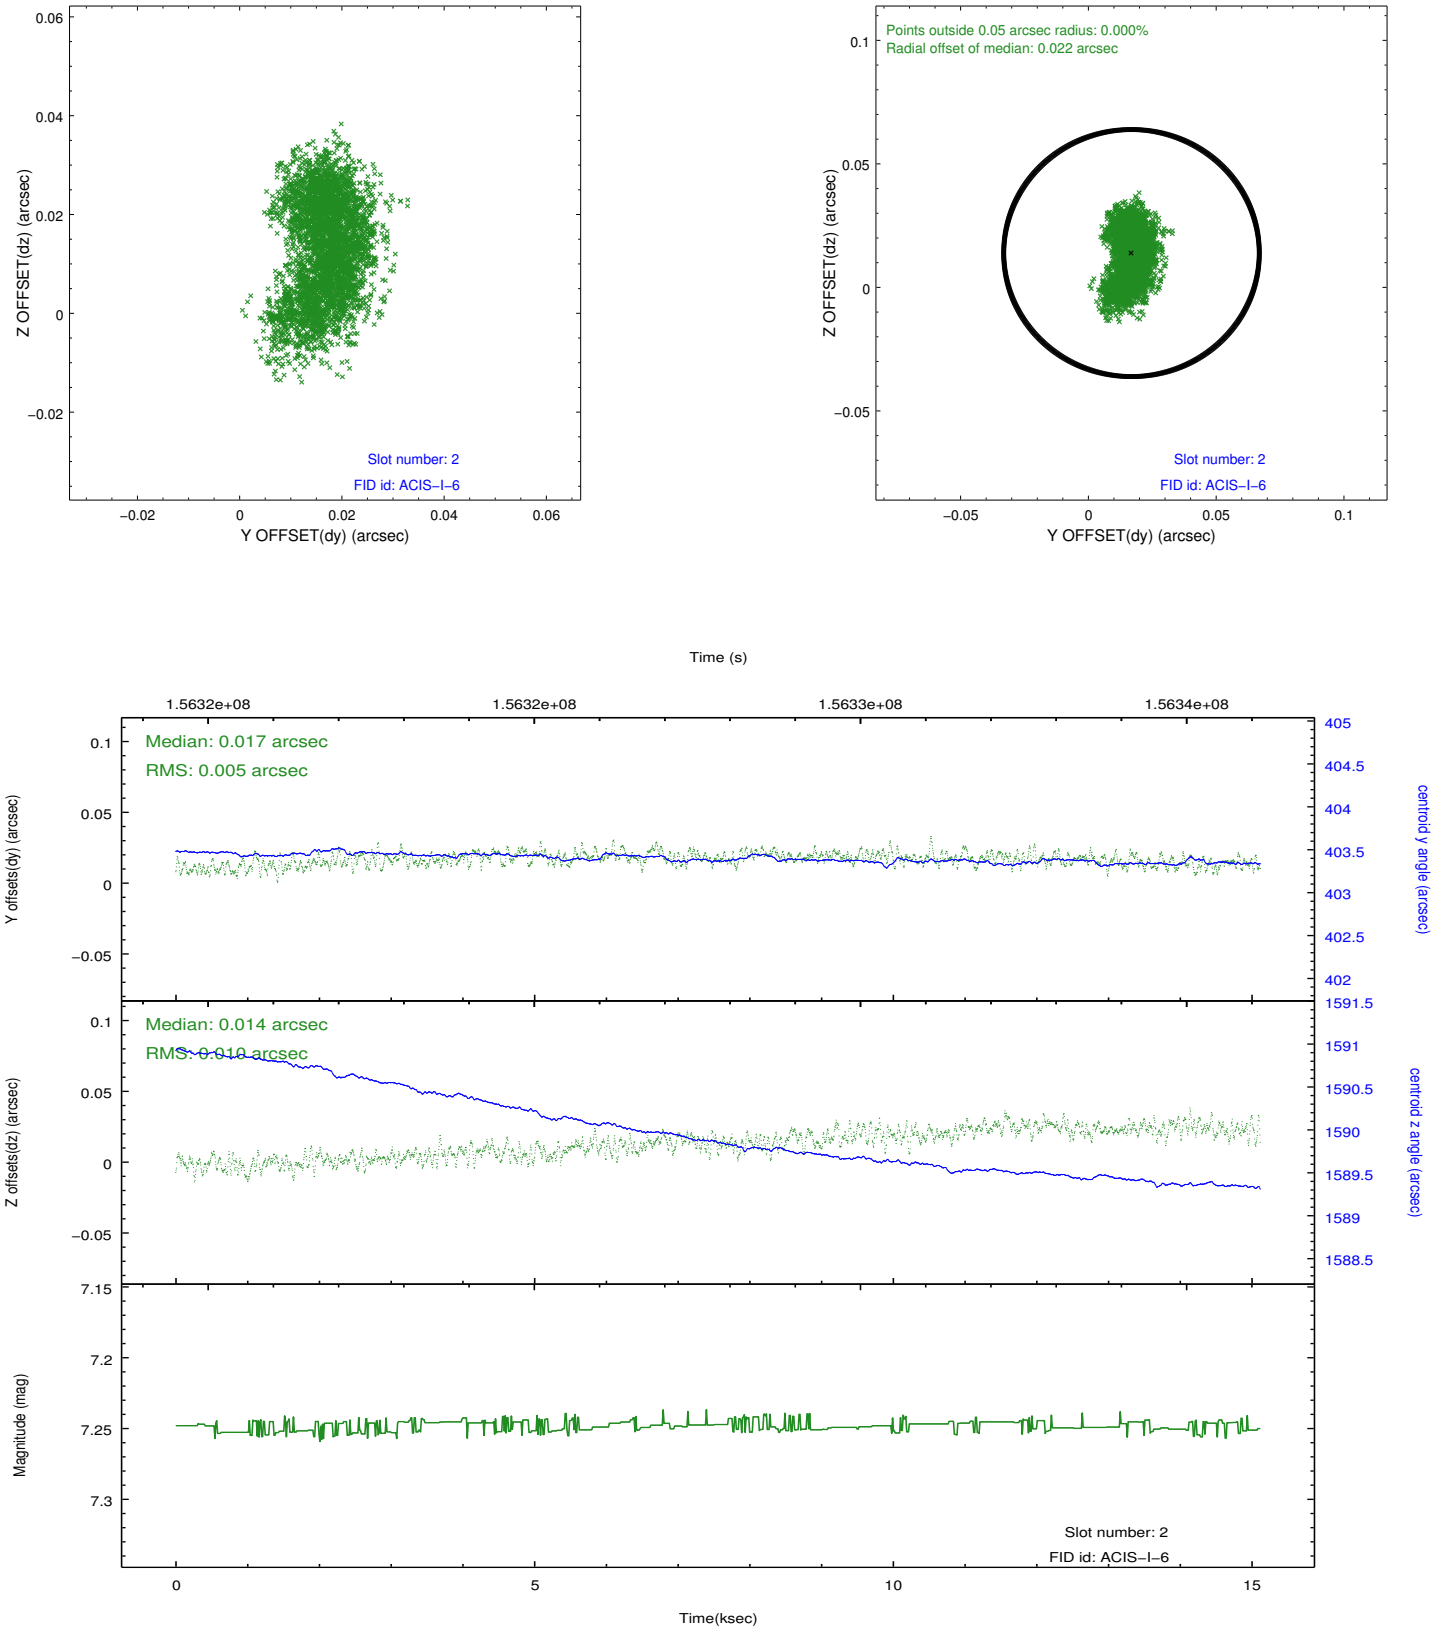 0.06
0.04
0.02
0
−0.02
Z OFFSET(dz) (arcsec)
Slot number: 2
FID id: ACIS−I−6
−0.02 0 0.02 0.04 0.06
Y OFFSET(dy) (arcsec)
Points outside 0.05 arcsec radius: 0.000%
Radial offset of median: 0.022 arcsec
0.1
0.05
0
−0.05
Z OFFSET(dz) (arcsec)
Slot number: 2
FID id: ACIS−I−6
−0.05 0 0.05 0.1
Y OFFSET(dy) (arcsec)
Time (s)
1.5632e+08 1.5632e+08 1.5633e+08 1.5634e+08
Median: 0.017 arcsec
RMS: 0.005 arcsec
0.1
0.05
0
−0.05
Y offsets(dy) (arcsec)
405
404.5
404
403.5
403
402.5
402
centroid y angle (arcsec)
Median: 0.014 arcsec
RMS: 0.010 arcsec
0.1
0.05
0
−0.05
Z offsets(dz) (arcsec)
1591.5
1591
1590.5
1590
1589.5
1589
1588.5
centroid z angle (arcsec)
7.15
7.2
7.25
7.3
Magnitude (mag)
Slot number: 2
FID id: ACIS−I−6
0 5 10 15
Time(ksec)